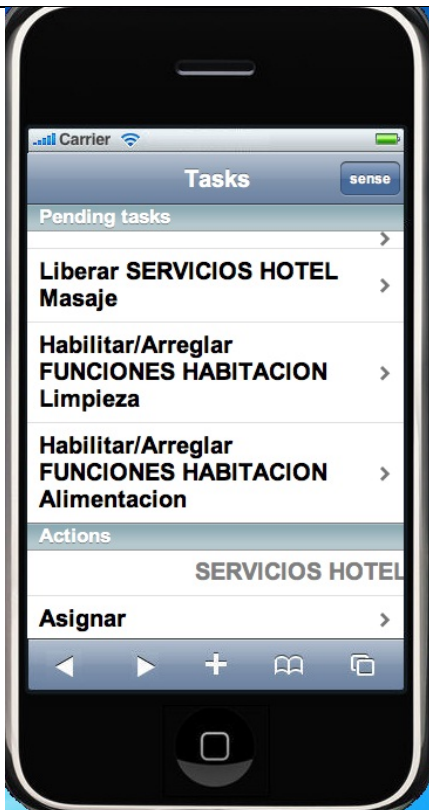 Carrier
Tasks
sense
Pending tasks
Liberar SERVICIOS HOTEL
Masaje
Habilitar/Arreglar
FUNCIONES HABITACION
Limpieza
Habilitar/Arreglar
FUNCIONES HABITACION
Alimentacion
Actions
SERVICIOS HOTEL
Asignar